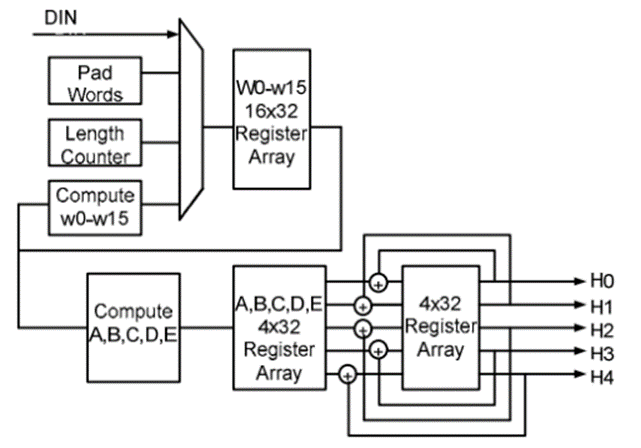 DIN
Pad
Words
Length
Counter
Compute
w0-w15
W0-w15
16x32
Register
Array
Compute
A,B,C,D,E
A,B,C,D,E
4x32
Register
Array
+
+
+
+
+
4x32
Register
Array
H0
H1
H2
H3
H4